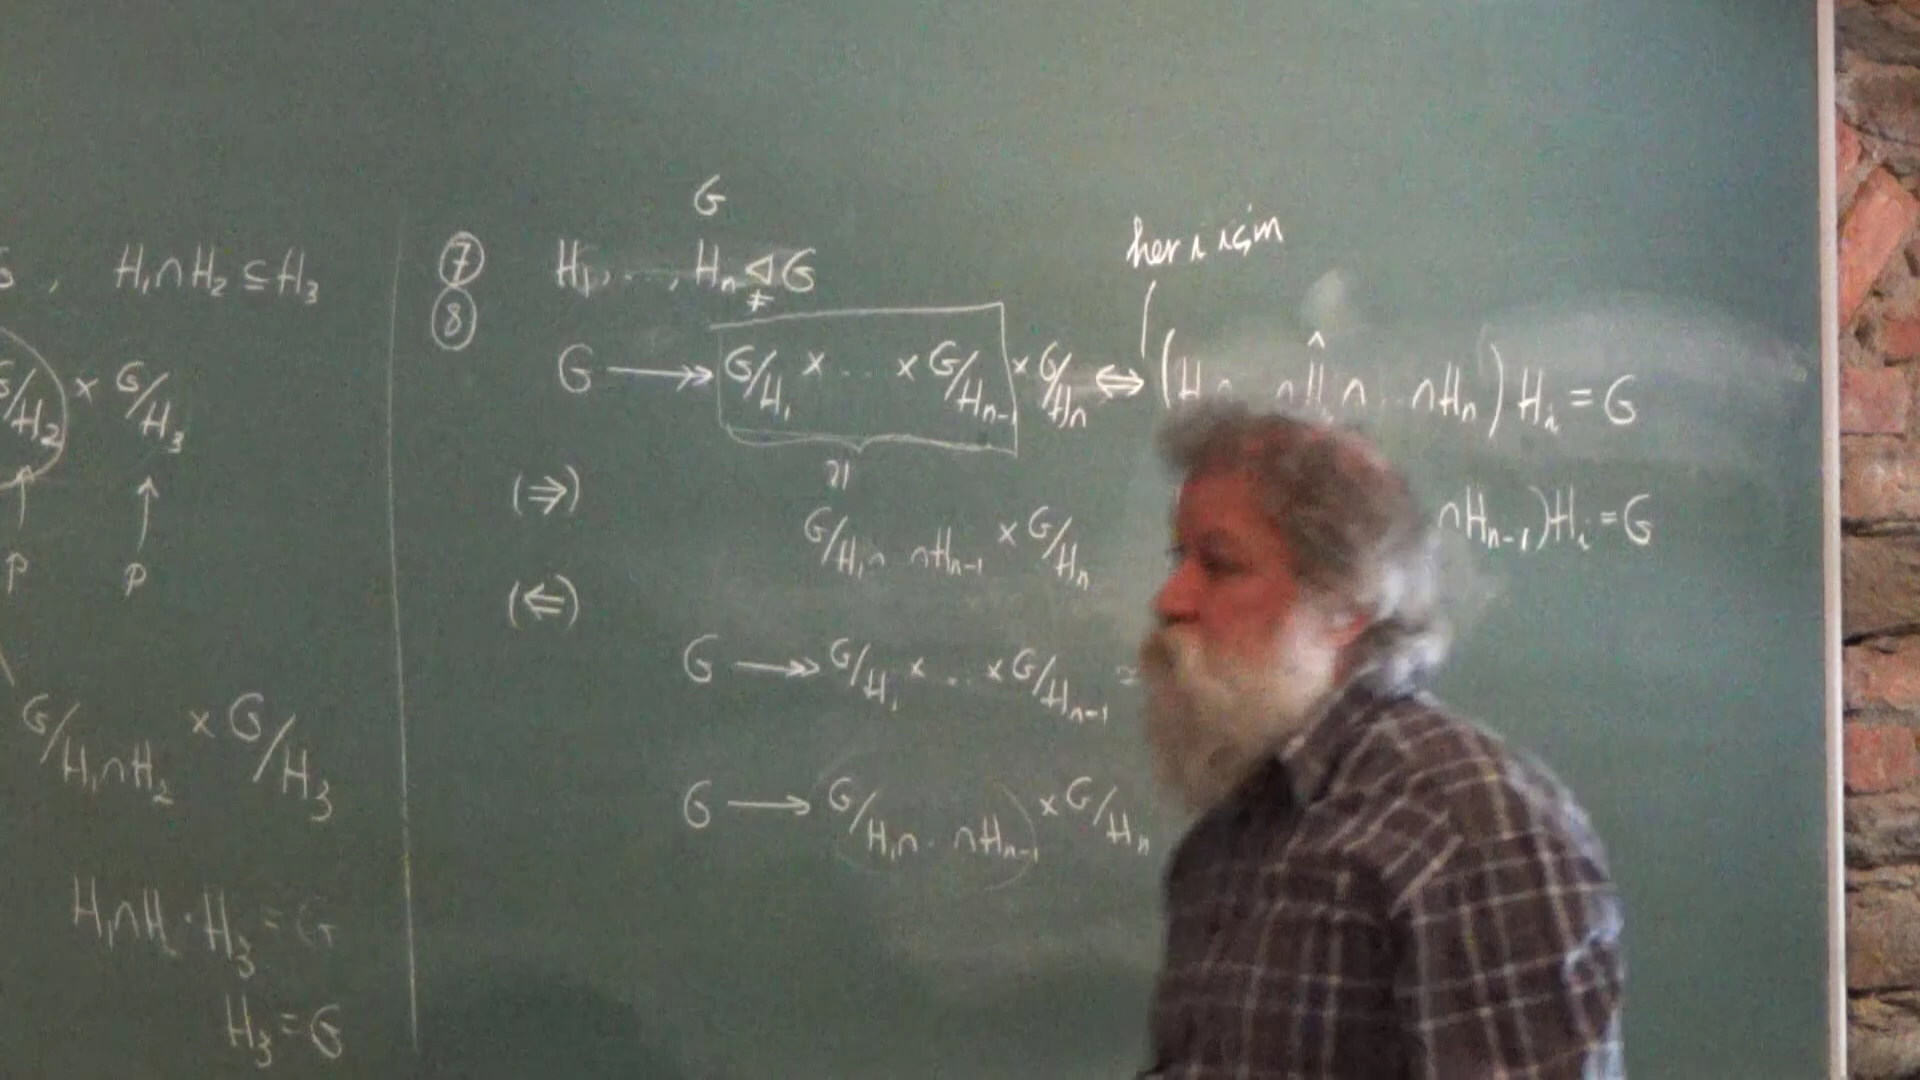 G , H₁∩H₂ ⊆ H₃
G/H₂ × G/H₃
↑ ↑
p p
G/H₁∩H₂ × G/H₃
H₁∩H₂ · H₃ = G
H₃ = G
G
⑦ H₁, ..., Hₙ ⊲≠ G
⑧
her i için
G ↠ G/H₁ × ... × G/Hₙ₋₁ × G/Hₙ ⇔ (H₁∩ ∩Ĥᵢ∩...∩Hₙ) Hᵢ = G
(⇒)
G/H₁∩ ∩Hₙ₋₁ × G/Hₙ
∩Hₙ₋₁)Hᵢ = G
(⇐)
G ↠ G/H₁ × ... × G/Hₙ₋₁ ≅
G → G/H₁∩..∩Hₙ₋₁ × G/Hₙ